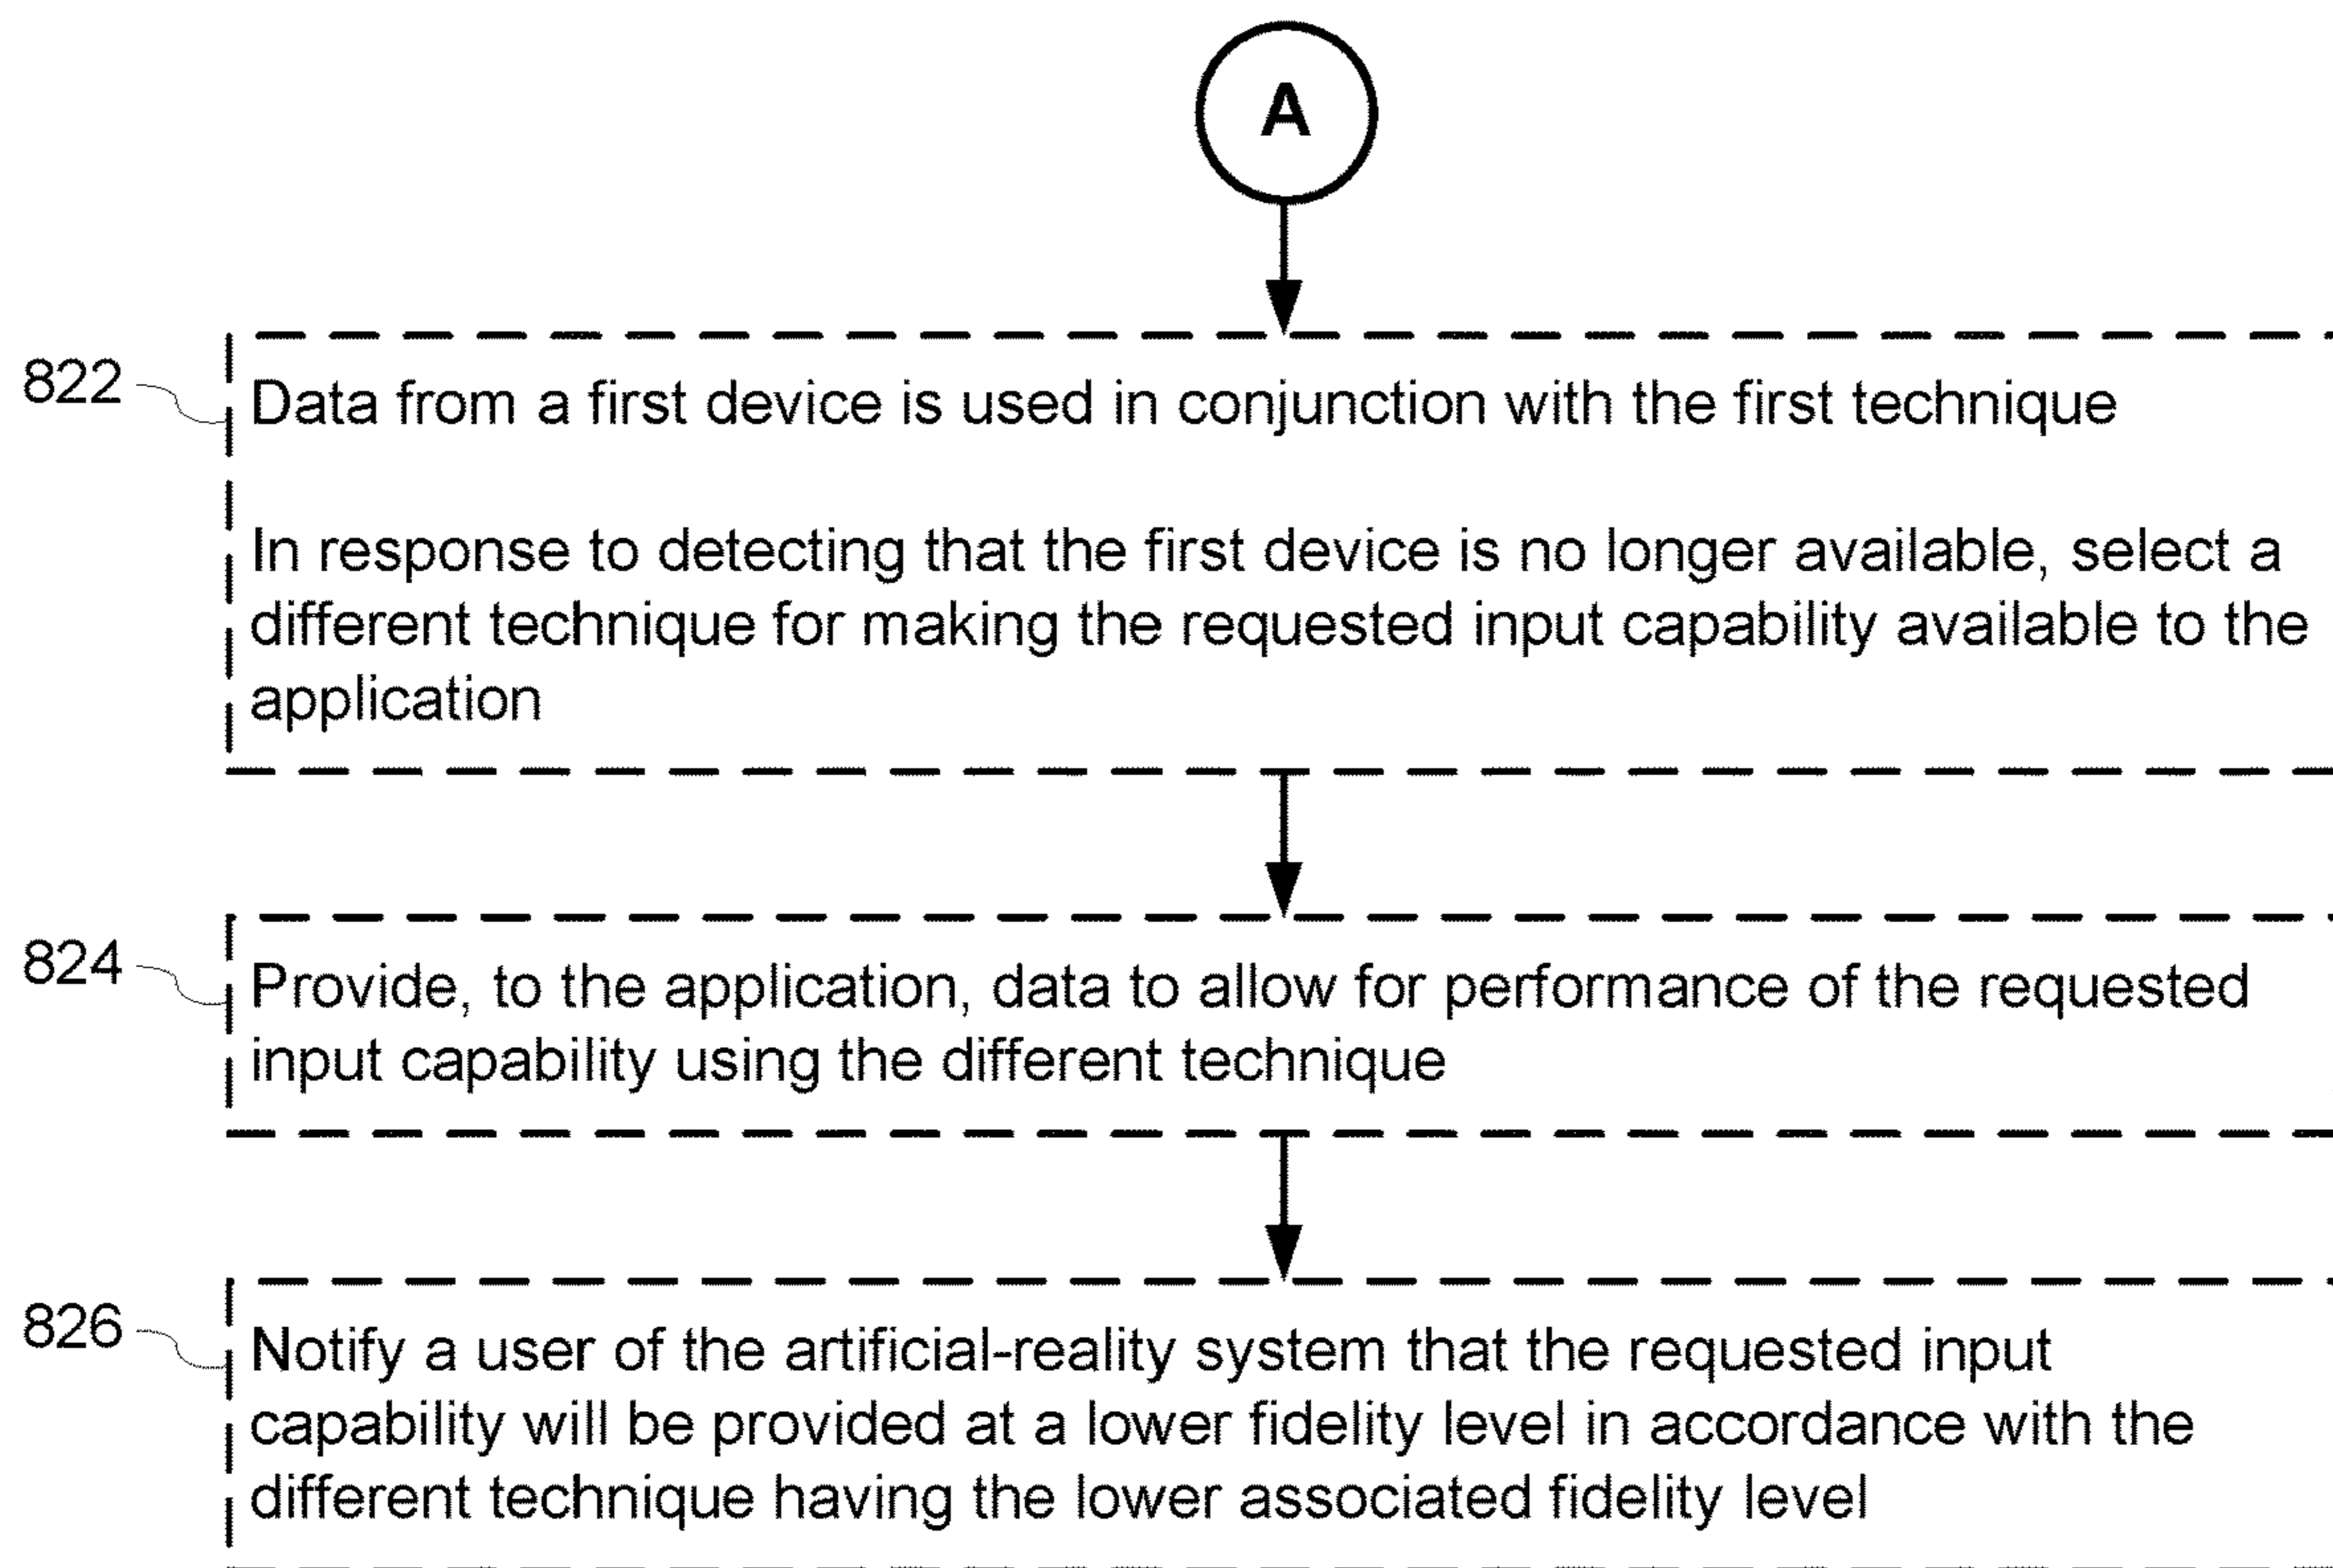 A
822
Data from a first device is used in conjunction with the first technique
In response to detecting that the first device is no longer available, select a
different technique for making the requested input capability available to the
application
824
Provide, to the application, data to allow for performance of the requested
input capability using the different technique
826
Notify a user of the artificial-reality system that the requested input
capability will be provided at a lower fidelity level in accordance with the
different technique having the lower associated fidelity level